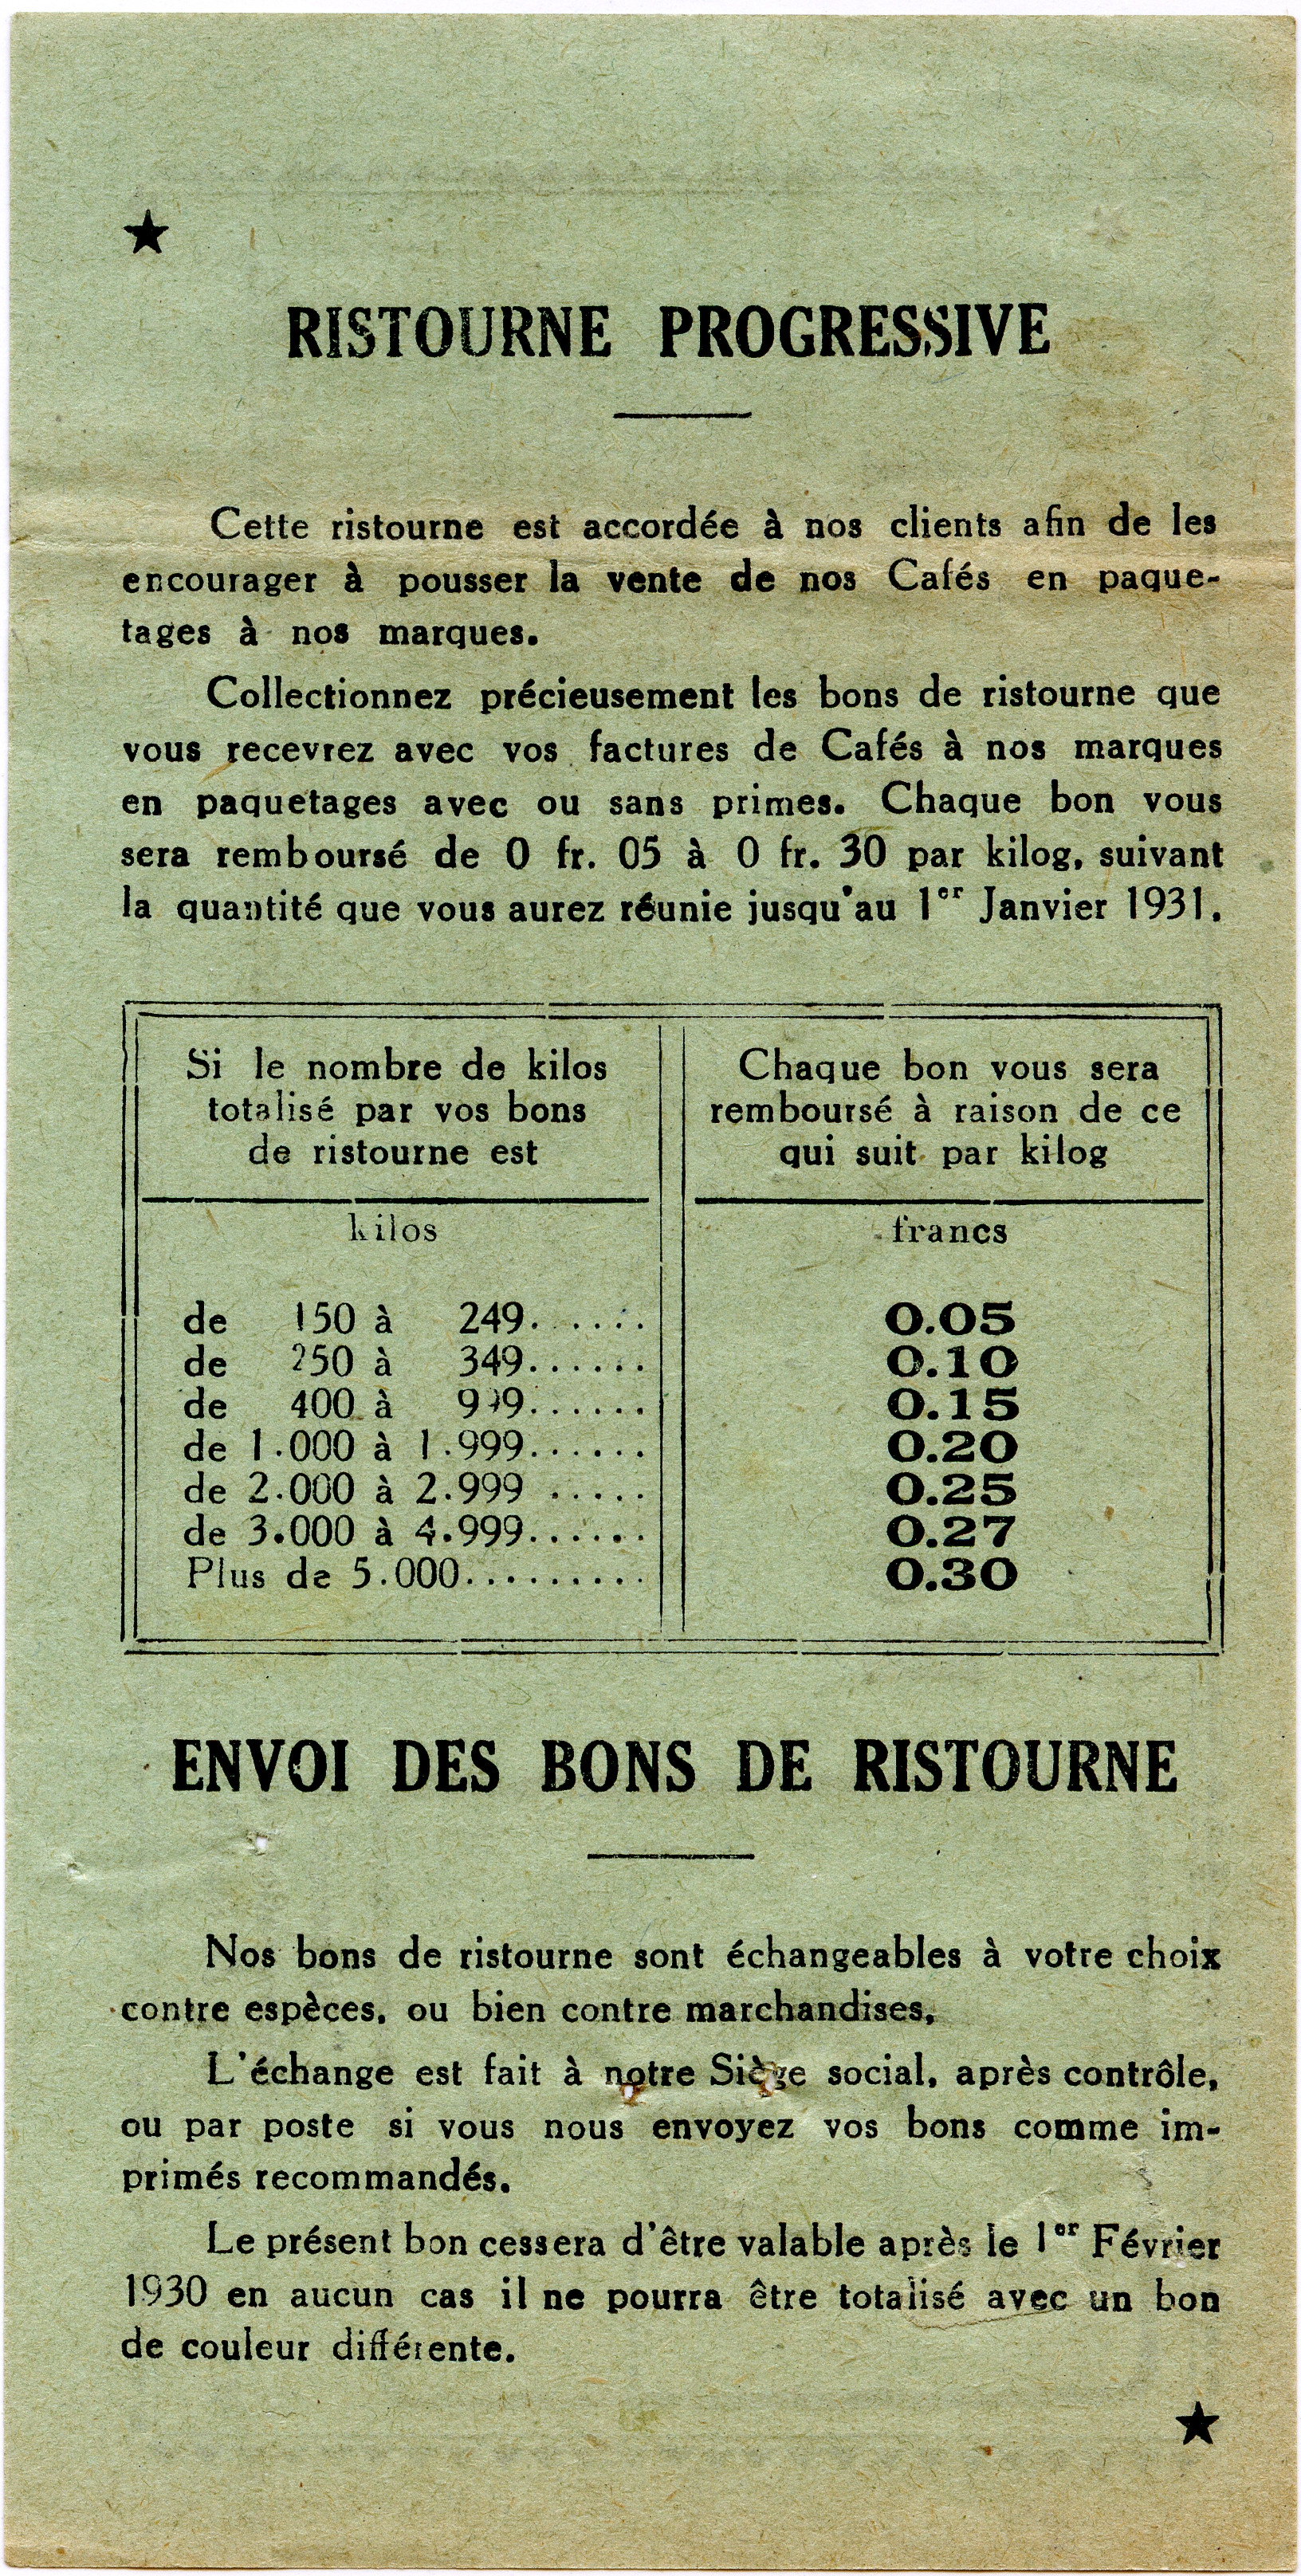 ★
RISTOURNE PROGRESSIVE
Cette ristourne est accordée à nos clients afin de les
encourager à pousser la vente de nos Cafés en paque-
tages à nos marques.
Collectionnez précieusement les bons de ristourne que
vous recevrez avec vos factures de Cafés à nos marques
en paquetages avec ou sans primes. Chaque bon vous
sera remboursé de 0 fr. 05 à 0 fr. 30 par kilog, suivant
la quantité que vous aurez réunie jusqu'au 1er Janvier 1931.
Si le nombre de kilos
totalisé par vos bons
de ristourne est
Chaque bon vous sera
remboursé à raison de ce
qui suit par kilog
kilos
francs
de 150 à 249...... 0.05
de 250 à 349...... 0.10
de 400 à 999...... 0.15
de 1.000 à 1.999...... 0.20
de 2.000 à 2.999 ..... 0.25
de 3.000 à 4.999...... 0.27
Plus de 5.000......... 0.30
ENVOI DES BONS DE RISTOURNE
Nos bons de ristourne sont échangeables à votre choix
contre espèces, ou bien contre marchandises,
L'échange est fait à notre Siège social, après contrôle,
ou par poste si vous nous envoyez vos bons comme im-
primés recommandés.
Le présent bon cessera d'être valable après le 1er Février
1930 en aucun cas il ne pourra être totalisé avec un bon
de couleur différente.
★